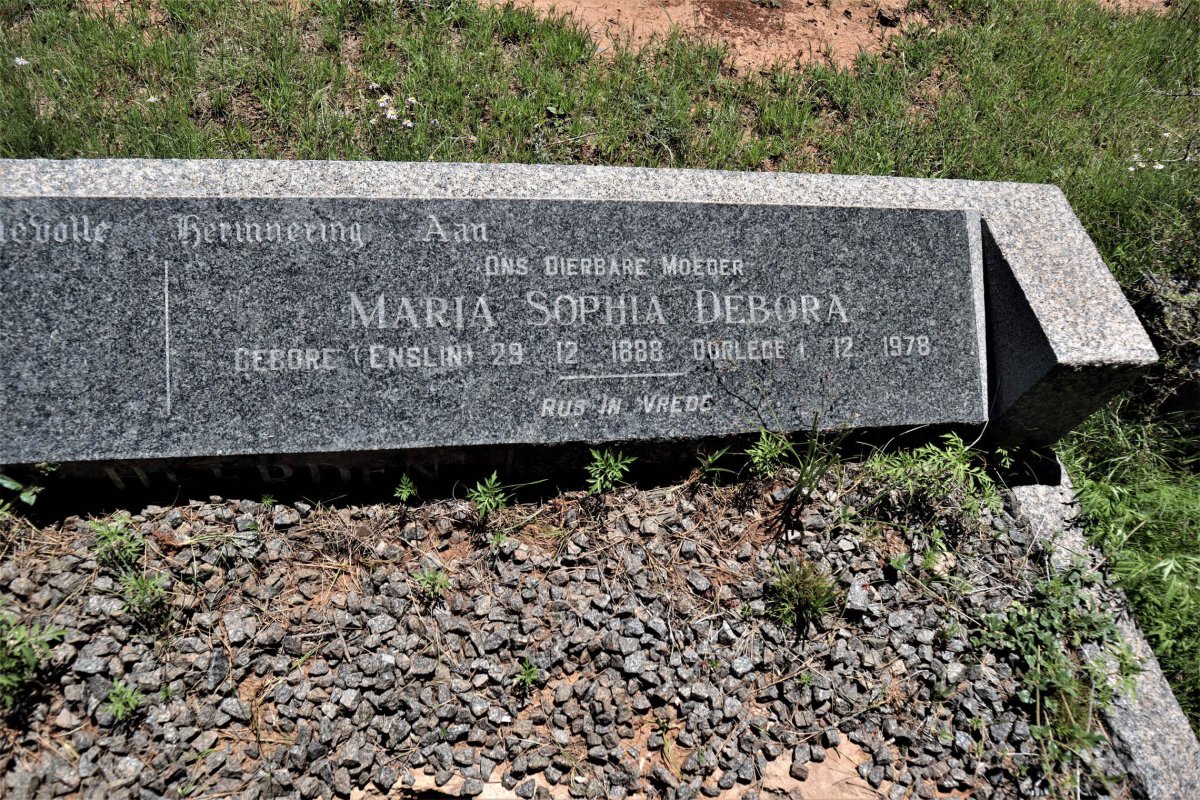 Herinnering Aan
Ons Dierbare Moeder
Maria Sophia Debora
Gebore (Enslin) 29 12 1888 Oorlede 1 12 1978
Rus in Vrede